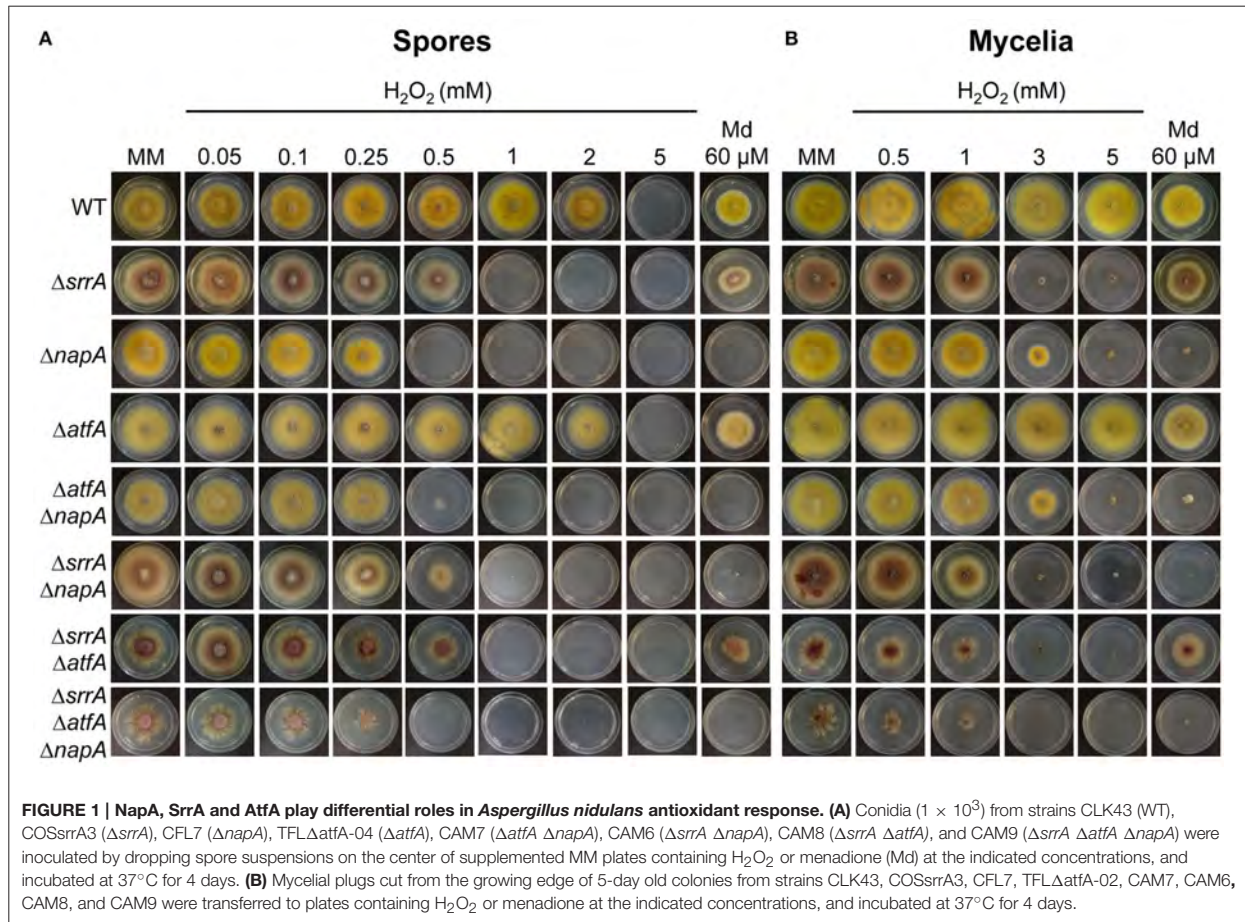 A
Spores
B
Mycelia
H₂O₂ (mM)
H₂O₂ (mM)
MM 0.05 0.1 0.25 0.5 1 2 5 Md 60 µM
MM 0.5 1 3 5 Md 60 µM
WT
ΔsrrA
ΔnapA
ΔatfA
ΔatfA
ΔnapA
ΔsrrA
ΔnapA
ΔsrrA
ΔatfA
ΔsrrA
ΔatfA
ΔnapA
FIGURE 1 | NapA, SrrA and AtfA play differential roles in Aspergillus nidulans antioxidant response. (A) Conidia (1 × 10³) from strains CLK43 (WT),
COSsrrA3 (ΔsrrA), CFL7 (ΔnapA), TFLΔatfA-04 (ΔatfA), CAM7 (ΔatfA ΔnapA), CAM6 (ΔsrrA ΔnapA), CAM8 (ΔsrrA ΔatfA), and CAM9 (ΔsrrA ΔatfA ΔnapA) were
inoculated by dropping spore suspensions on the center of supplemented MM plates containing H₂O₂ or menadione (Md) at the indicated concentrations, and
incubated at 37°C for 4 days. (B) Mycelial plugs cut from the growing edge of 5-day old colonies from strains CLK43, COSsrrA3, CFL7, TFLΔatfA-02, CAM7, CAM6,
CAM8, and CAM9 were transferred to plates containing H₂O₂ or menadione at the indicated concentrations, and incubated at 37°C for 4 days.